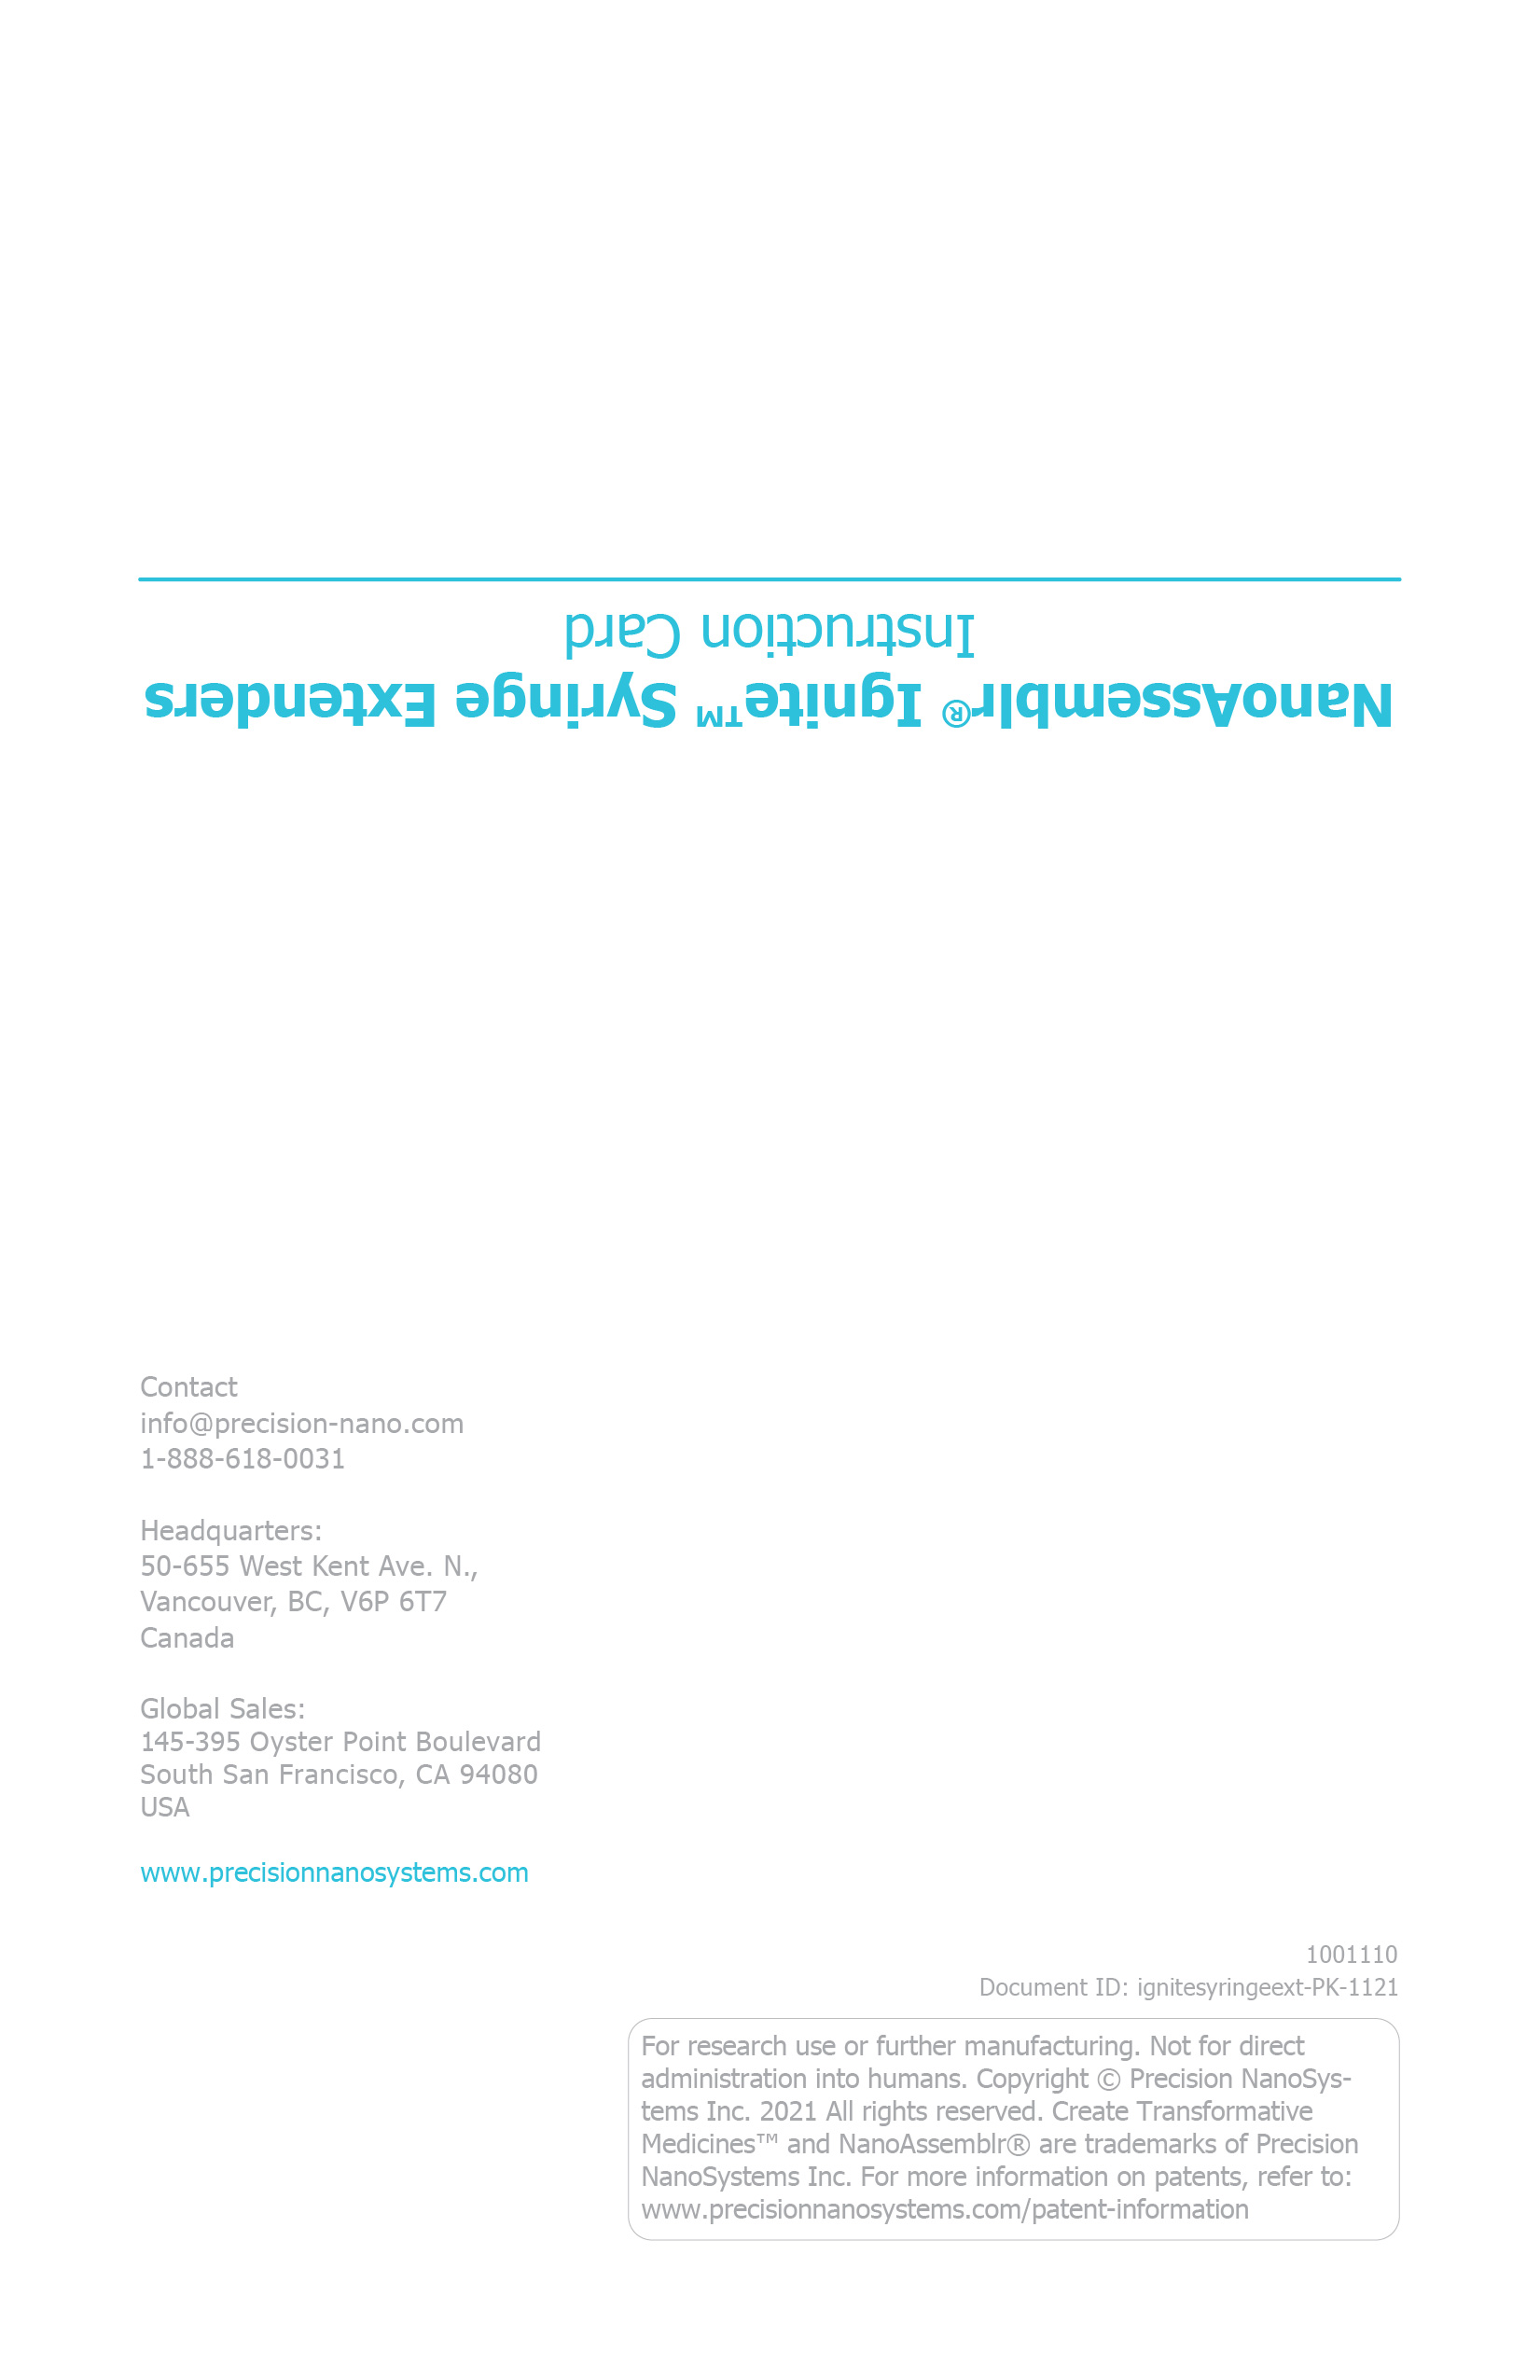 NanoAssemblr® Ignite™ Syringe Extenders
Instruction Card
Contact
info@precision-nano.com
1-888-618-0031
Headquarters:
50-655 West Kent Ave. N.,
Vancouver, BC, V6P 6T7
Canada
Global Sales:
145-395 Oyster Point Boulevard
South San Francisco, CA 94080
USA
www.precisionnanosystems.com
1001110
Document ID: ignitesyringeext-PK-1121
For research use or further manufacturing. Not for direct
administration into humans. Copyright © Precision NanoSys-
tems Inc. 2021 All rights reserved. Create Transformative
Medicines™ and NanoAssemblr® are trademarks of Precision
NanoSystems Inc. For more information on patents, refer to:
www.precisionnanosystems.com/patent-information